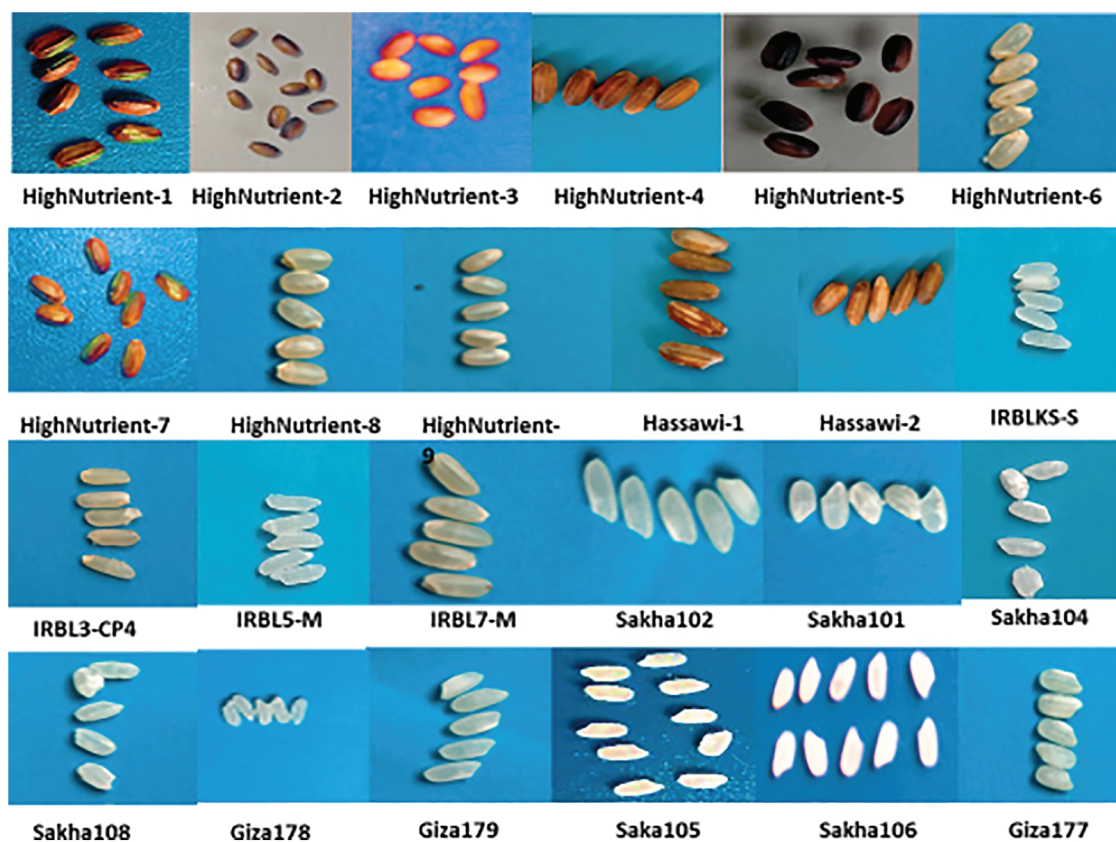 HighNutrient-1 HighNutrient-2 HighNutrient-3 HighNutrient-4 HighNutrient-5 HighNutrient-6
HighNutrient-7 HighNutrient-8 HighNutrient- Hassawi-1 Hassawi-2 IRBLKS-S
9
IRBL3-CP4 IRBL5-M IRBL7-M Sakha102 Sakha101 Sakha104
Sakha108 Giza178 Giza179 Saka105 Sakha106 Giza177